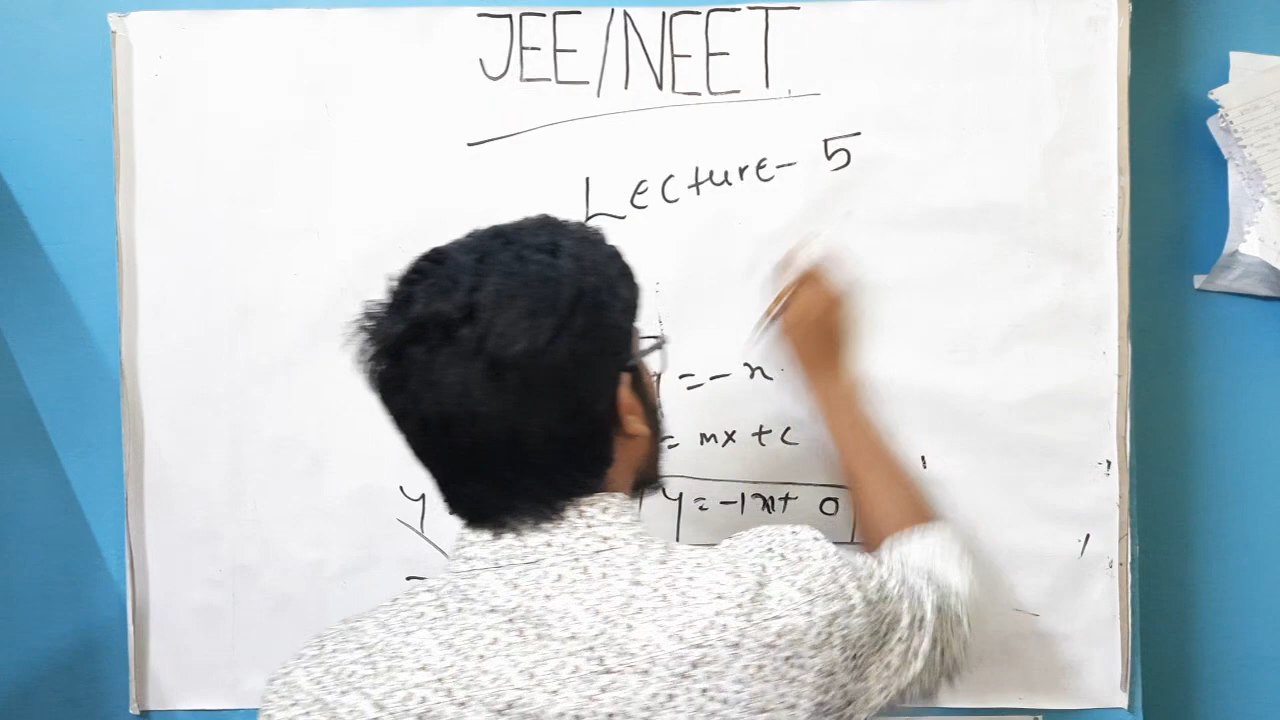 JEE/NEET
Lecture - 5
= - x
= mx + c
y = -1x + 0
y